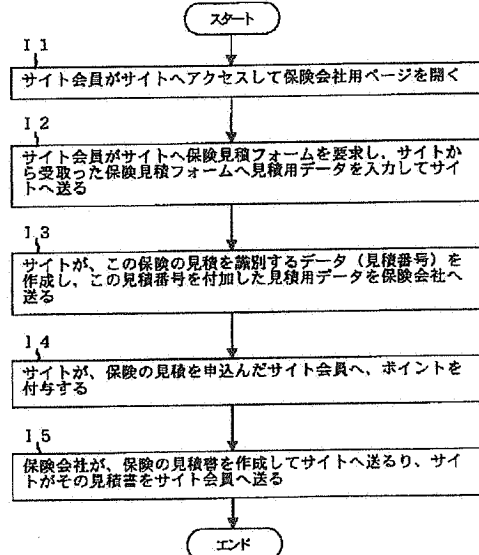 スタート
I1
サイト会員がサイトへアクセスして保険会社用ページを開く
I2
サイト会員がサイトへ保険見積フォームを要求し、サイトか
ら受取った保険見積フォームへ見積用データを入力してサイ
トへ送る
I3
サイトが、この保険の見積を識別するデータ（見積番号）を
作成し、この見積番号を付加した見積用データを保険会社へ
送る
I4
サイトが、保険の見積を申込んだサイト会員へ、ポイントを
付与する
I5
保険会社が、保険の見積書を作成してサイトへ送るり、サイ
トがその見積書をサイト会員へ送る
エンド